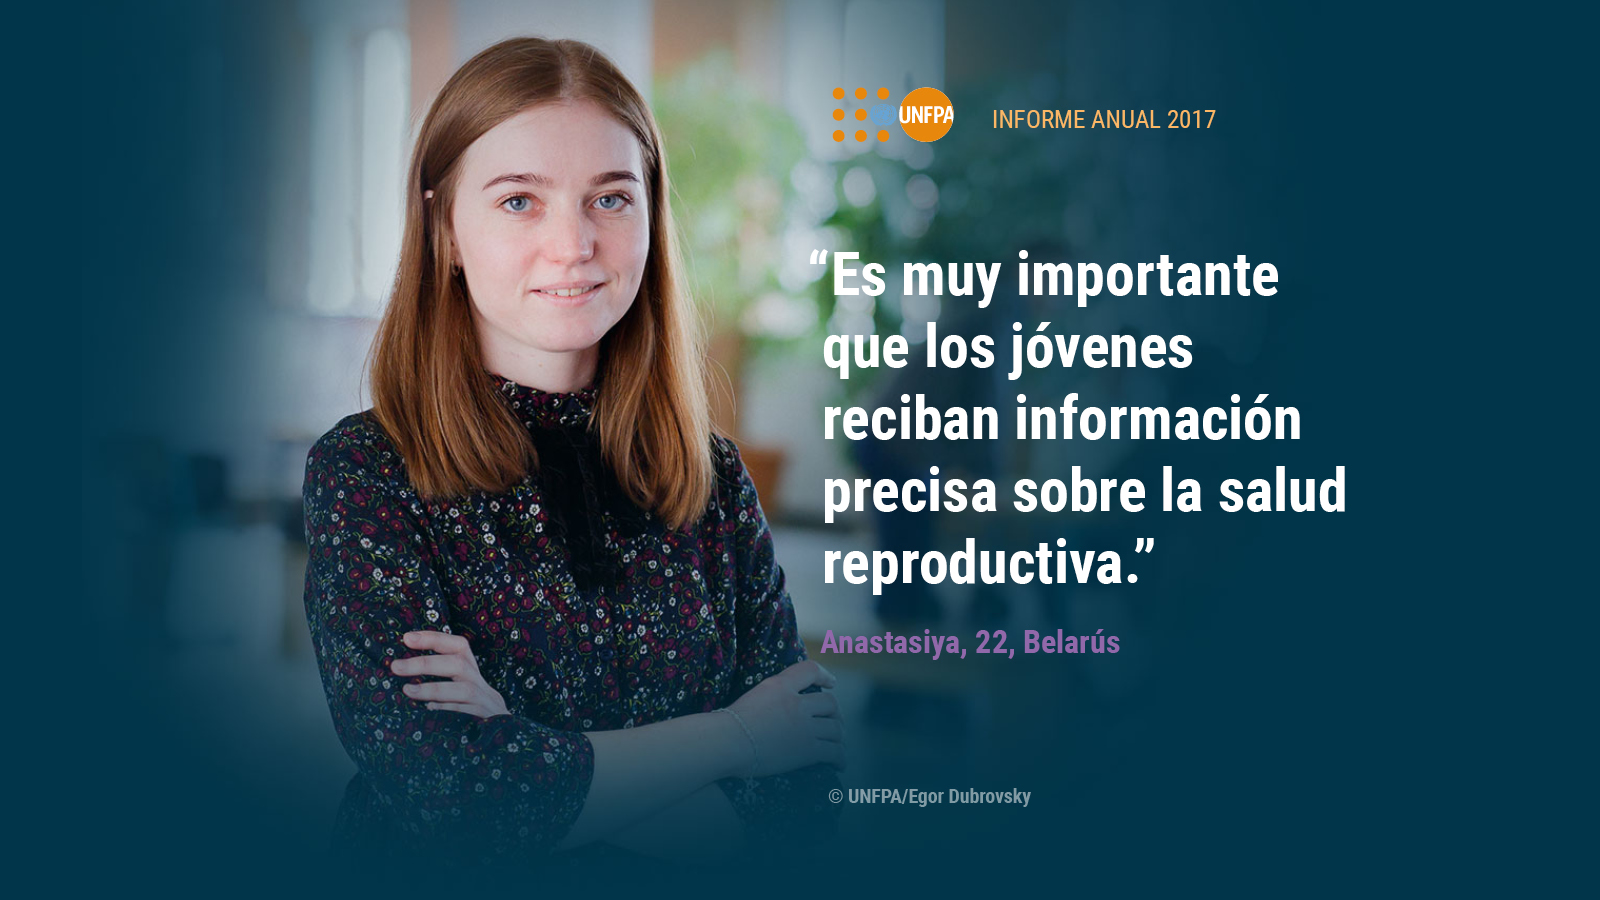 UNFPA
INFORME ANUAL 2017
“Es muy importante
que los jóvenes
reciban información
precisa sobre la salud
reproductiva.”
Anastasiya, 22, Belarús
© UNFPA/Egor Dubrovsky